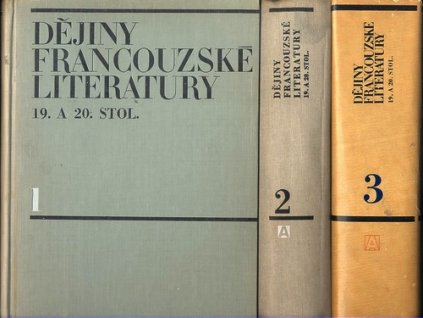 DĚJINY
FRANCOUZSKÉ
LITERATURY
19. A 20. STOL.
1
DĚJINY
FRANCOUZSKÉ
LITERATURY
19. A 20. STOL.
2
A
DĚJINY
FRANCOUZSKÉ
LITERATURY
19. A 20. STOL.
3
A